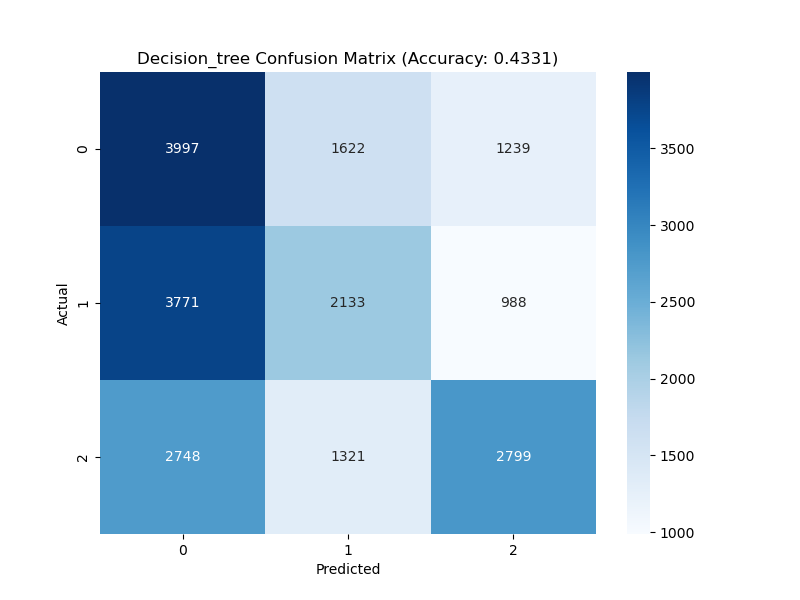 Decision_tree Confusion Matrix (Accuracy: 0.4331)
0 3997 1622 1239
1 3771 2133 988
2 2748 1321 2799
Actual
0 1 2
Predicted
3500
3000
2500
2000
1500
1000